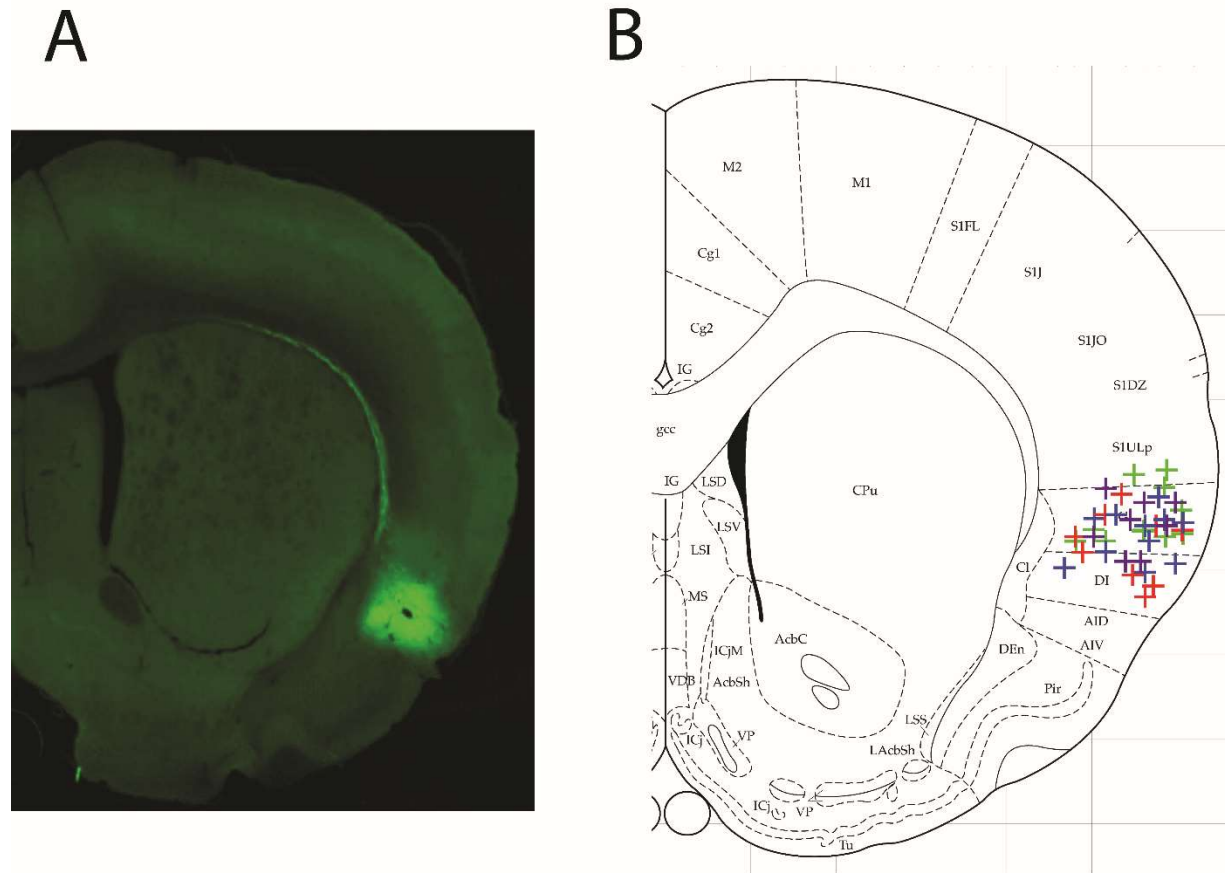 A
B
M2
M1
S1FL
S1J
Cg1
Cg2
S1JO
S1DZ
IG
gcc
S1ULp
IG
LSD
CPu
LSV
LSI
Cl
DI
MS
AID
AcbC
DEn
AIV
ICjM
VDB
AcbSh
Pir
LSS
ICj
VP
LAcbSh
ICj
VP
Tu